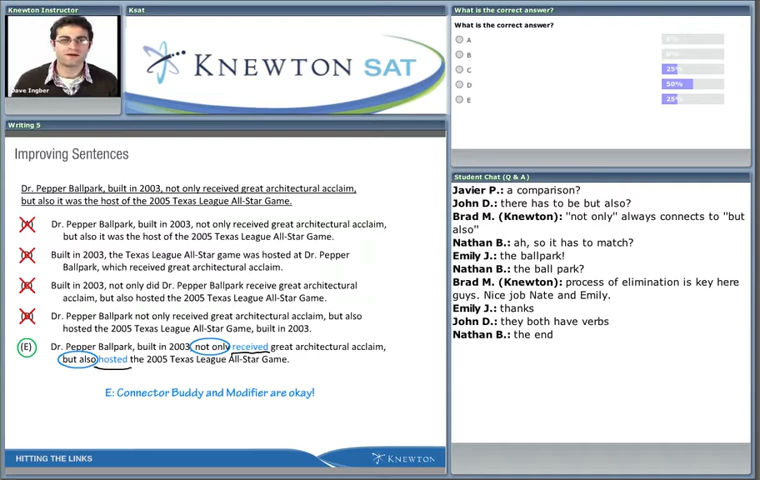 Knewton Instructor
Dave Ingber
Ksat
KNEWTON SAT
Writing 5
Improving Sentences
Dr. Pepper Ballpark, built in 2003, not only received great architectural acclaim,
but also it was the host of the 2005 Texas League All-Star Game.
Dr. Pepper Ballpark, built in 2003, not only received great architectural acclaim,
but also it was the host of the 2005 Texas League All-Star Game.
Built in 2003, the Texas League All-Star game was hosted at Dr. Pepper
Ballpark, which received great architectural acclaim.
Built in 2003, not only did Dr. Pepper Ballpark receive great architectural
acclaim, but also hosted the 2005 Texas League All-Star Game.
Dr. Pepper Ballpark not only received great architectural acclaim, but also
hosted the 2005 Texas League All-Star Game, built in 2003.
(E) Dr. Pepper Ballpark, built in 2003, not only received great architectural acclaim,
but also hosted the 2005 Texas League All-Star Game.
E: Connector Buddy and Modifier are okay!
HITTING THE LINKS
KNEWTON
What is the correct answer?
What is the correct answer?
A
B
C 25%
D 50%
E 25%
Student Chat (Q & A)
Javier P.: a comparison?
John D.: there has to be but also?
Brad M. (Knewton): "not only" always connects to "but
also"
Nathan B.: ah, so it has to match?
Emily J.: the ballpark!
Nathan B.: the ball park?
Brad M. (Knewton): process of elimination is key here
guys. Nice job Nate and Emily.
Emily J.: thanks
John D.: they both have verbs
Nathan B.: the end